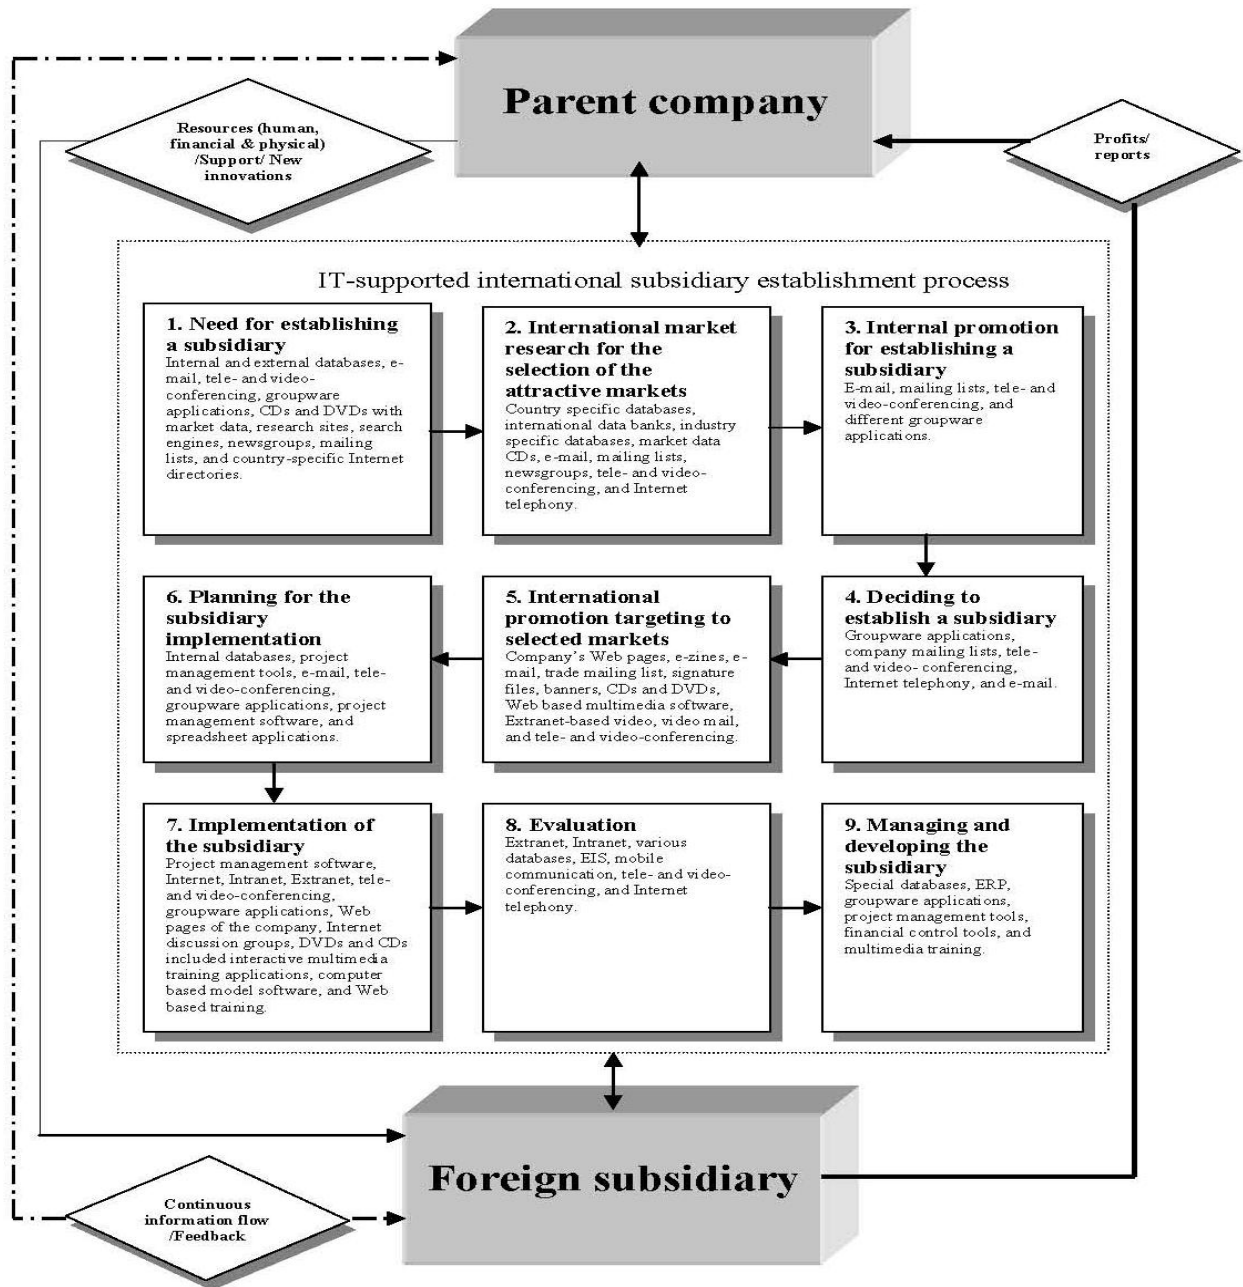 Parent company
Resources (human,
financial & physical)
/Support/ New
innovations
Profits/
reports
IT-supported international subsidiary establishment process
1. Need for establishing
a subsidiary
Internal and external databases, e-
mail, tele- and video-
conferencing, groupware
applications, CDs and DVDs with
market data, research sites, search
engines, newsgroups, mailing
lists, and country-specific Internet
directories.
2. International market
research for the
selection of the
attractive markets
Country specific databases,
international data banks, industry
specific databases, market data
CDs, e-mail, mailing lists,
newsgroups, tele- and video-
conferencing, and Internet
telephony.
3. Internal promotion
for establishing a
subsidiary
E-mail, mailing lists, tele- and
video-conferencing, and
different groupware
applications.
6. Planning for the
subsidiary
implementation
Internal databases, project
management tools, e-mail, tele-
and video-conferencing,
groupware applications, project
management software, and
spreadsheet applications.
5. International
promotion targeting to
selected markets
Company's Web pages, e-zines, e-
mail, trade mailing list, signature
files, banners, CDs and DVDs,
Web based multimedia software,
Extranet-based video, video mail,
and tele- and video-conferencing.
4. Deciding to
establish a subsidiary
Groupware applications,
company mailing lists, tele-
and video- conferencing,
Internet telephony, and e-mail.
7. Implementation of
the subsidiary
Project management software,
Internet, Intranet, Extranet, tele-
and video-conferencing,
groupware applications, Web
pages of the company, Internet
discussion groups, DVDs and CDs
included interactive multimedia
training applications, computer
based model software, and Web
based training.
8. Evaluation
Extranet, Intranet, various
databases, EIS, mobile
communication, tele- and video-
conferencing, and Internet
telephony.
9. Managing and
developing the
subsidiary
Special databases, ERP,
groupware applications,
project management tools,
financial control tools, and
multimedia training.
Foreign subsidiary
Continuous
information flow
/Feedback